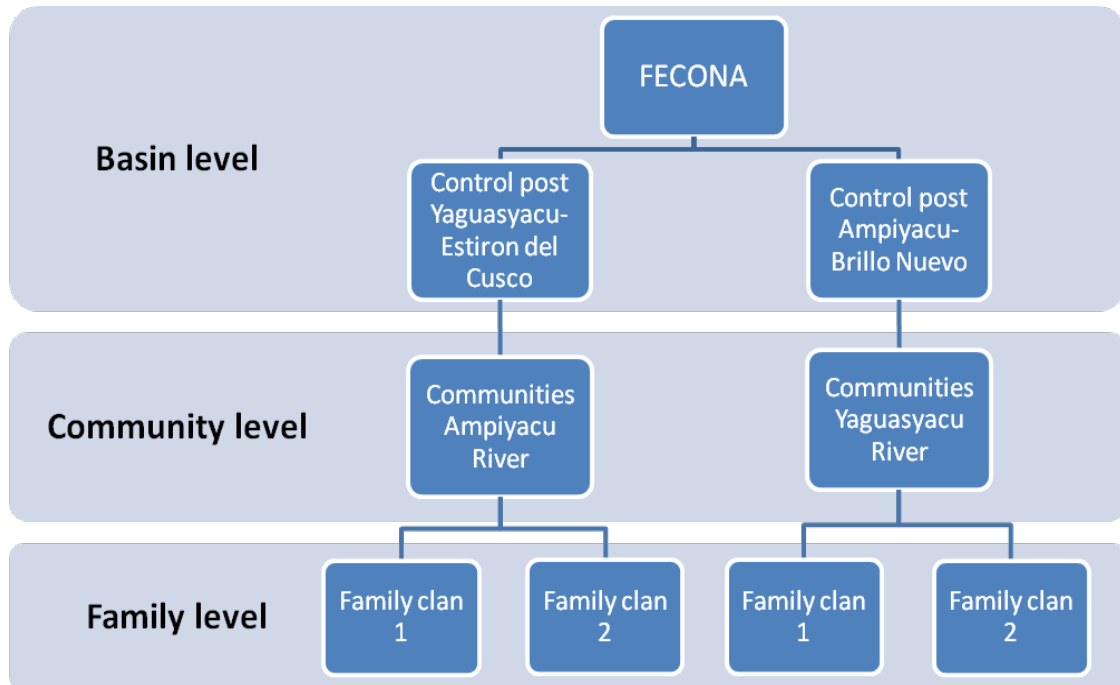 FECONA
Basin level
Control post
Yaguasyacu-
Estiron del
Cusco
Control post
Ampiyacu-
Brillo Nuevo
Community level
Communities
Ampiyacu
River
Communities
Yaguasyacu
River
Family level
Family clan
1
Family clan
2
Family clan
1
Family clan
2